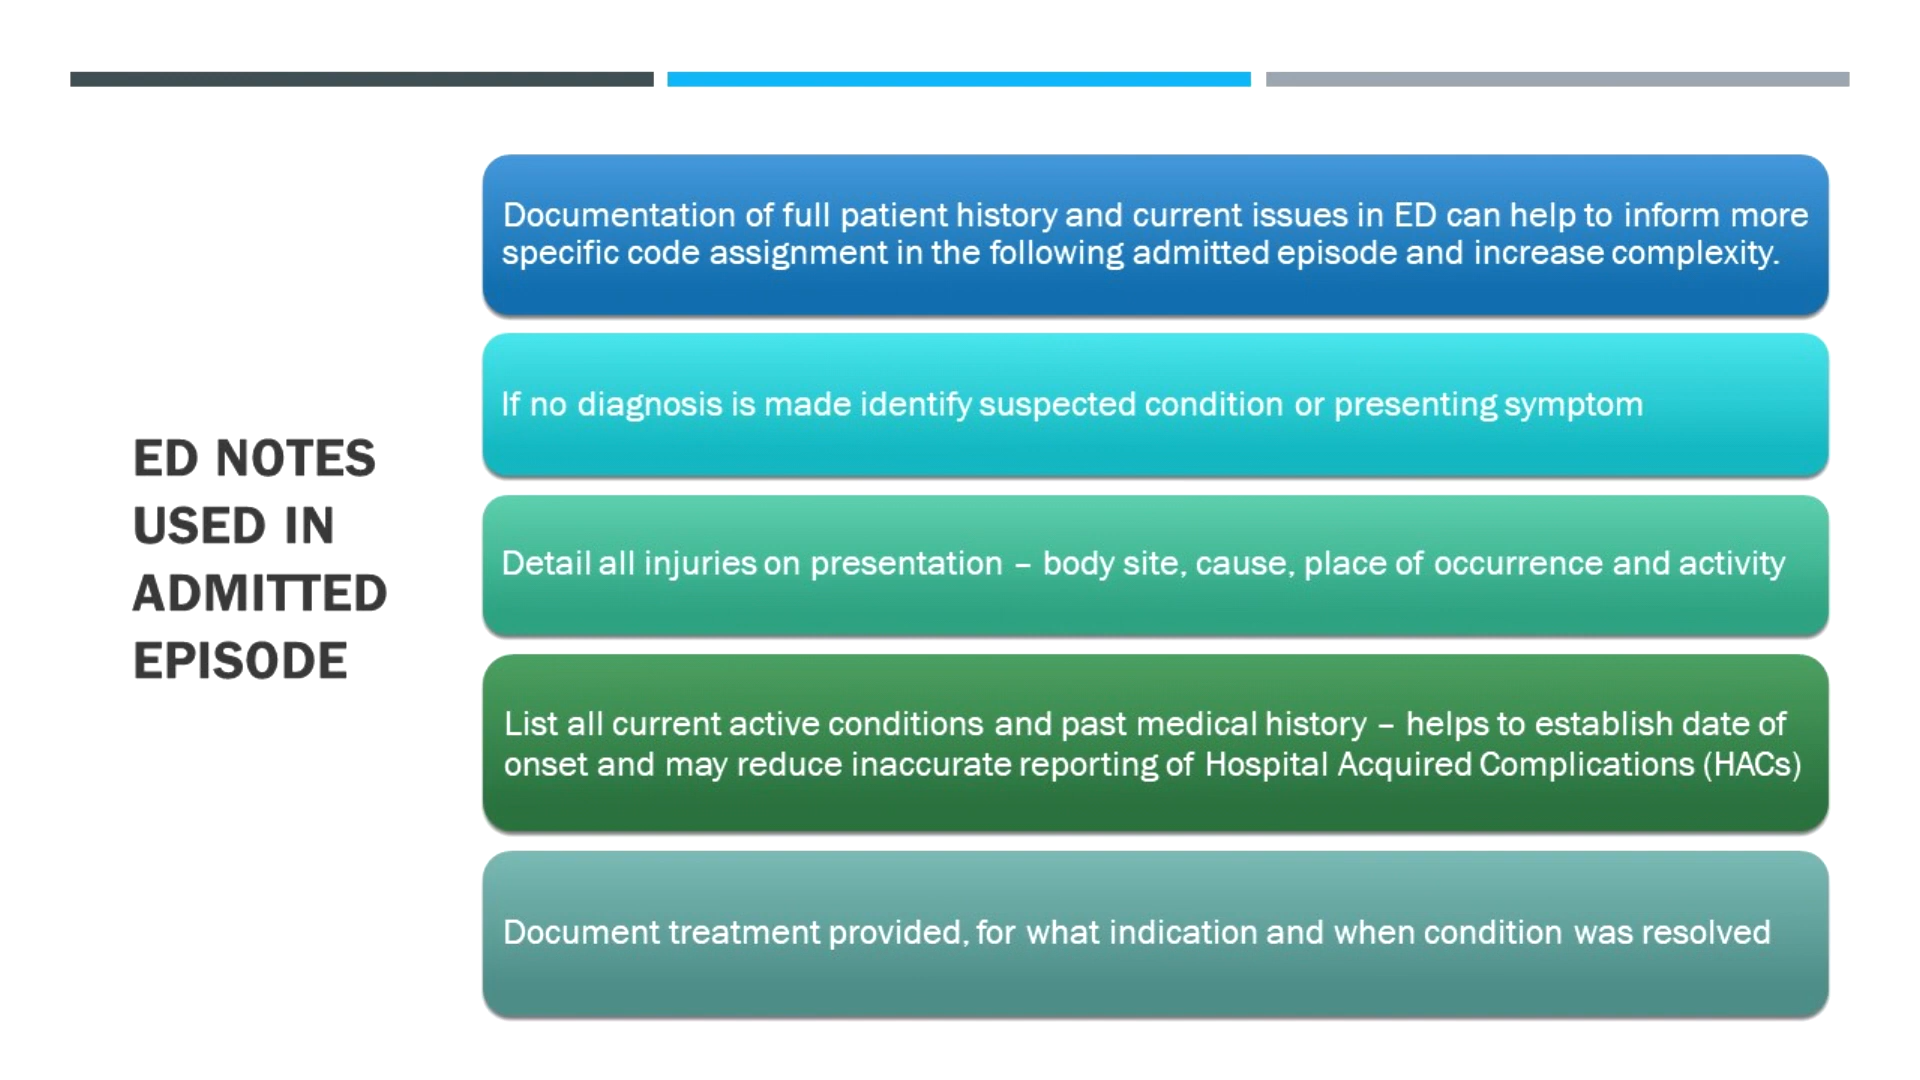 ED NOTES
USED IN
ADMITTED
EPISODE
Documentation of full patient history and current issues in ED can help to inform more
specific code assignment in the following admitted episode and increase complexity.
If no diagnosis is made identify suspected condition or presenting symptom
Detail all injuries on presentation – body site, cause, place of occurrence and activity
List all current active conditions and past medical history – helps to establish date of
onset and may reduce inaccurate reporting of Hospital Acquired Complications (HACs)
Document treatment provided, for what indication and when condition was resolved